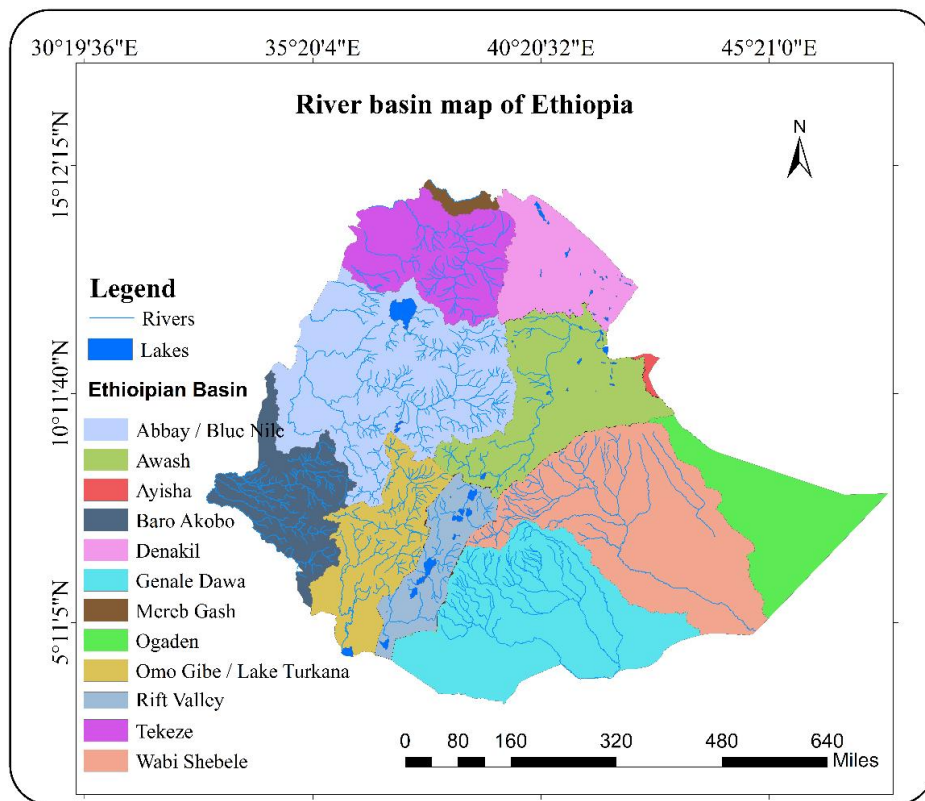 30°19'36"E 35°20'4"E 40°20'32"E 45°21'0"E
River basin map of Ethiopia
N
15°12'15"N
10°11'40"N
5°11'5"N
Legend
Rivers
Lakes
Ethioipian Basin
Abbay / Blue Nile
Awash
Ayisha
Baro Akobo
Denakil
Genale Dawa
Mereb Gash
Ogaden
Omo Gibe / Lake Turkana
Rift Valley
Tekeze
Wabi Shebele
0 80 160 320 480 640
Miles